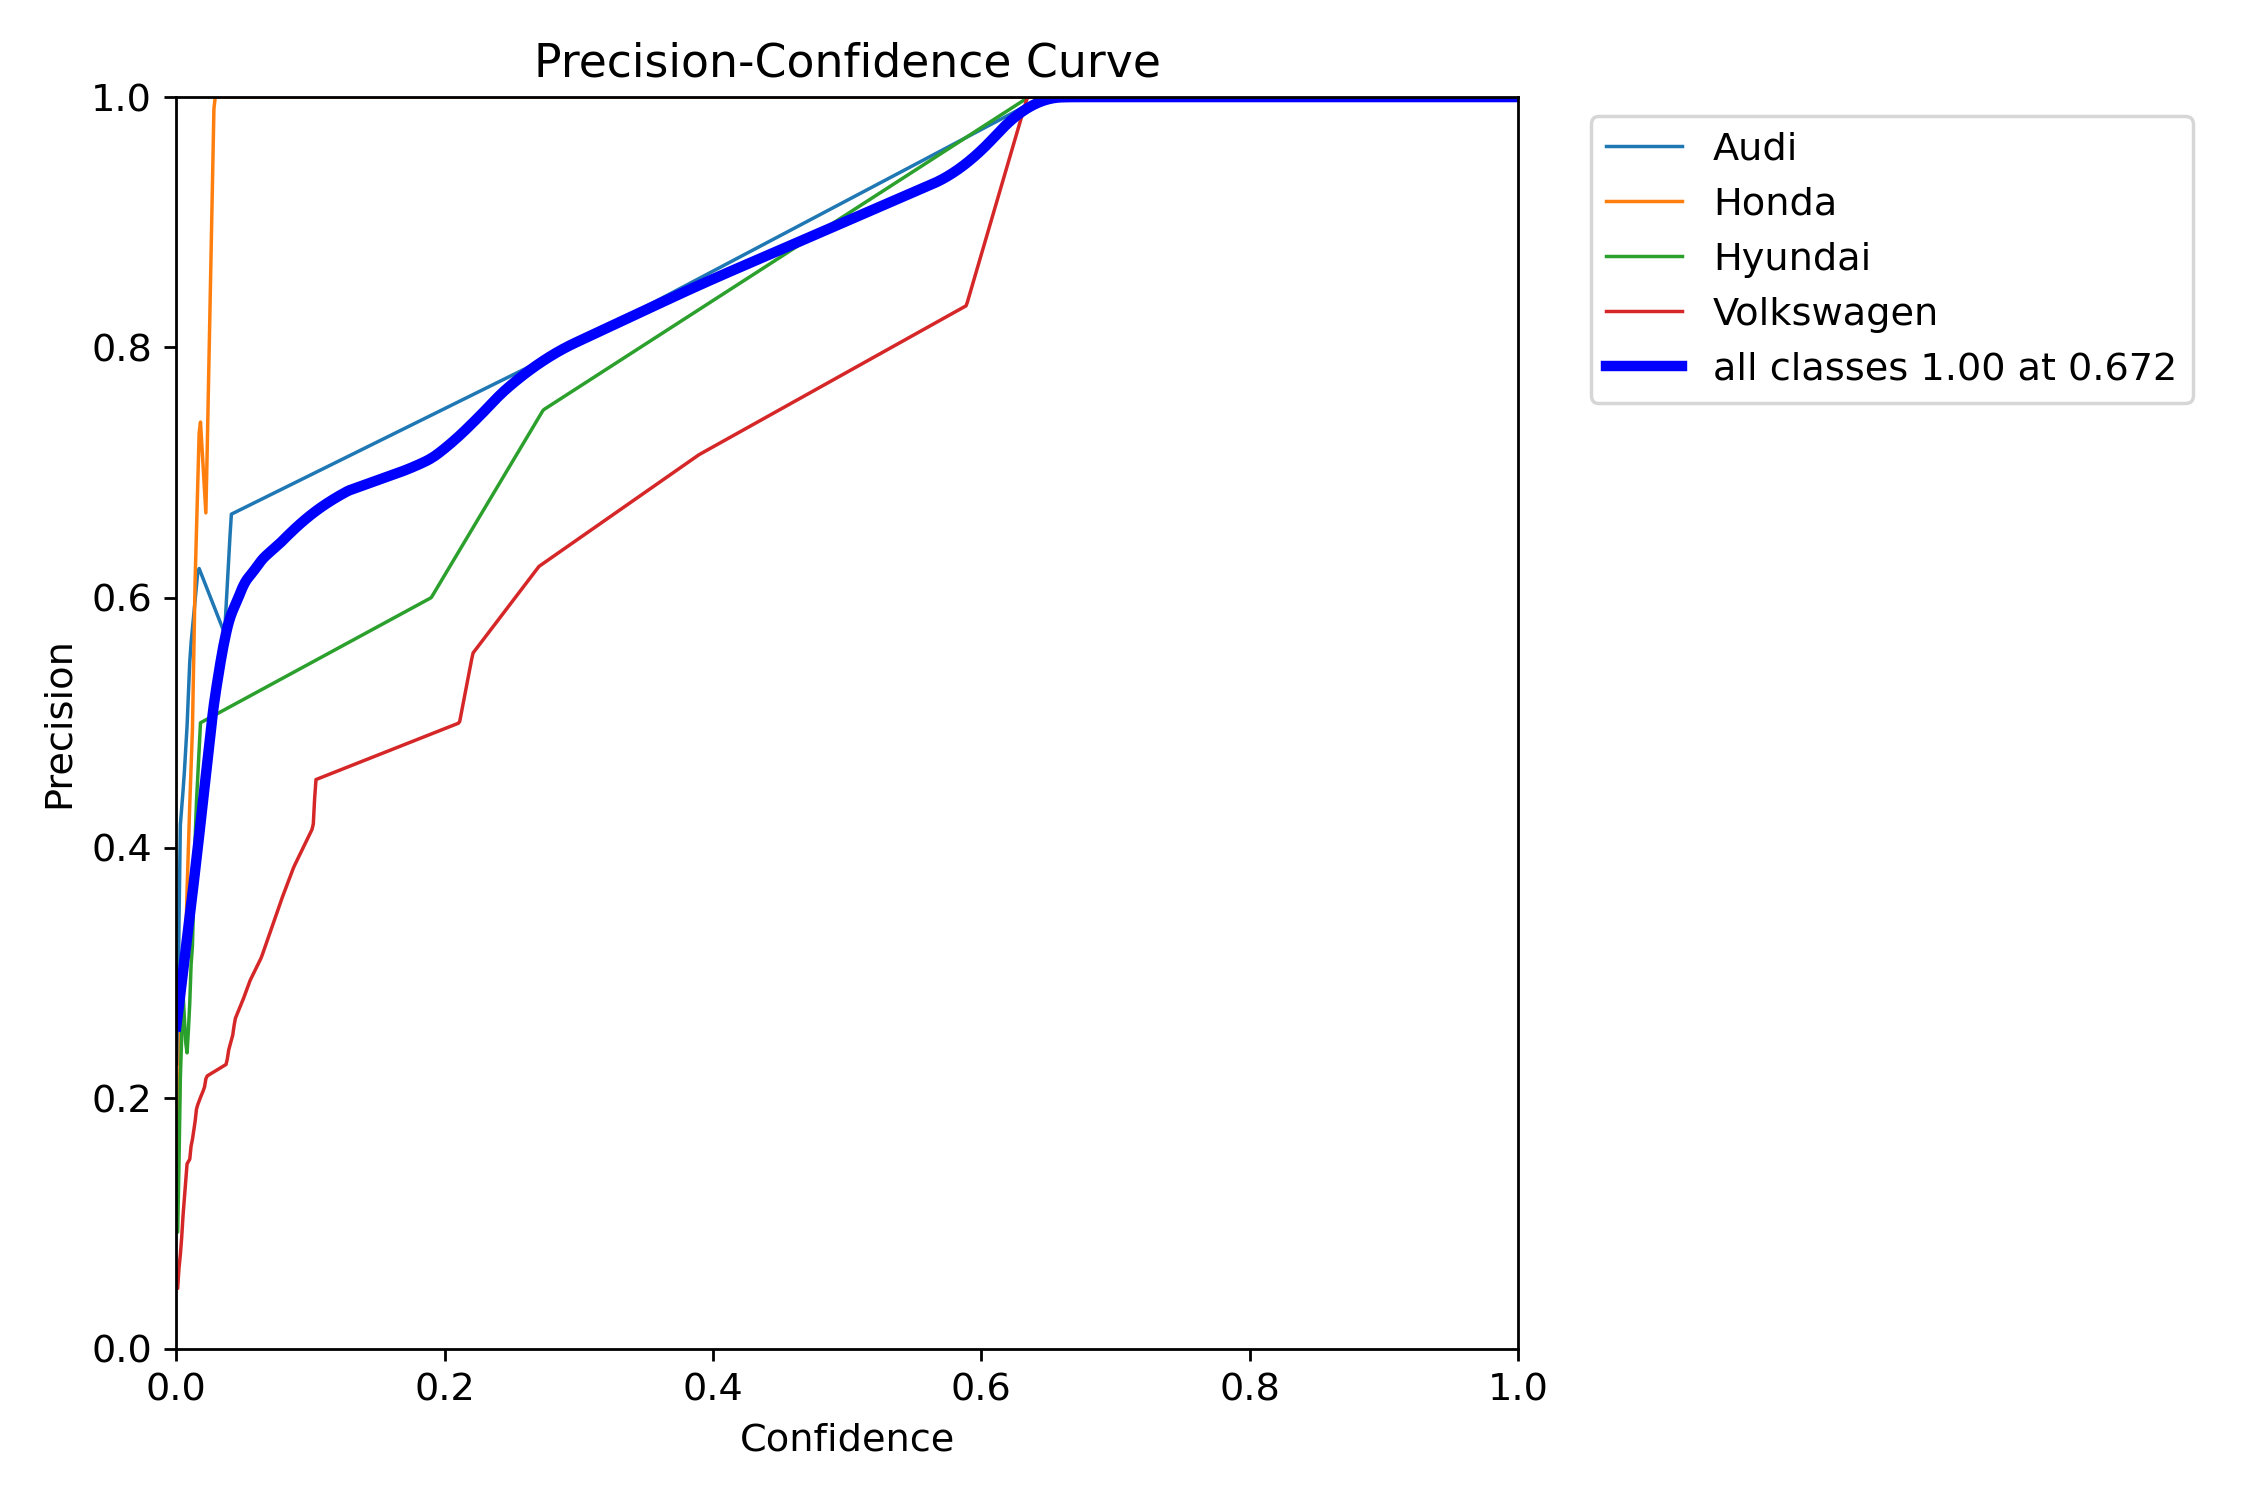 Precision-Confidence Curve
1.0
0.8
0.6
0.4
0.2
0.0
Precision
0.0 0.2 0.4 0.6 0.8 1.0
Confidence
Audi
Honda
Hyundai
Volkswagen
all classes 1.00 at 0.672